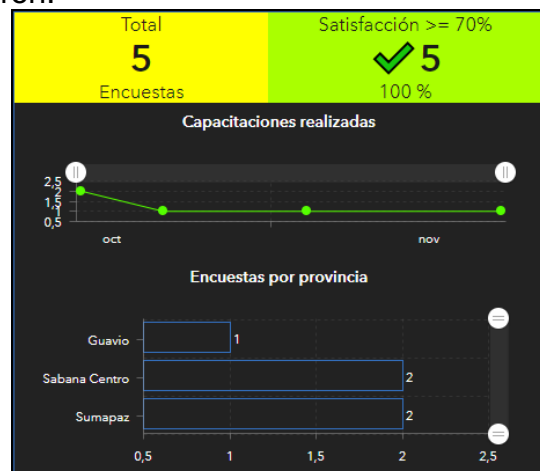 Total
5
Encuestas
Satisfacción >= 70%
5
100 %
Capacitaciones realizadas
2,5
2
1,5
1
0,5
oct
nov
Encuestas por provincia
Guavio
1
Sabana Centro
2
Sumapaz
2
0,5 1 1,5 2 2,5